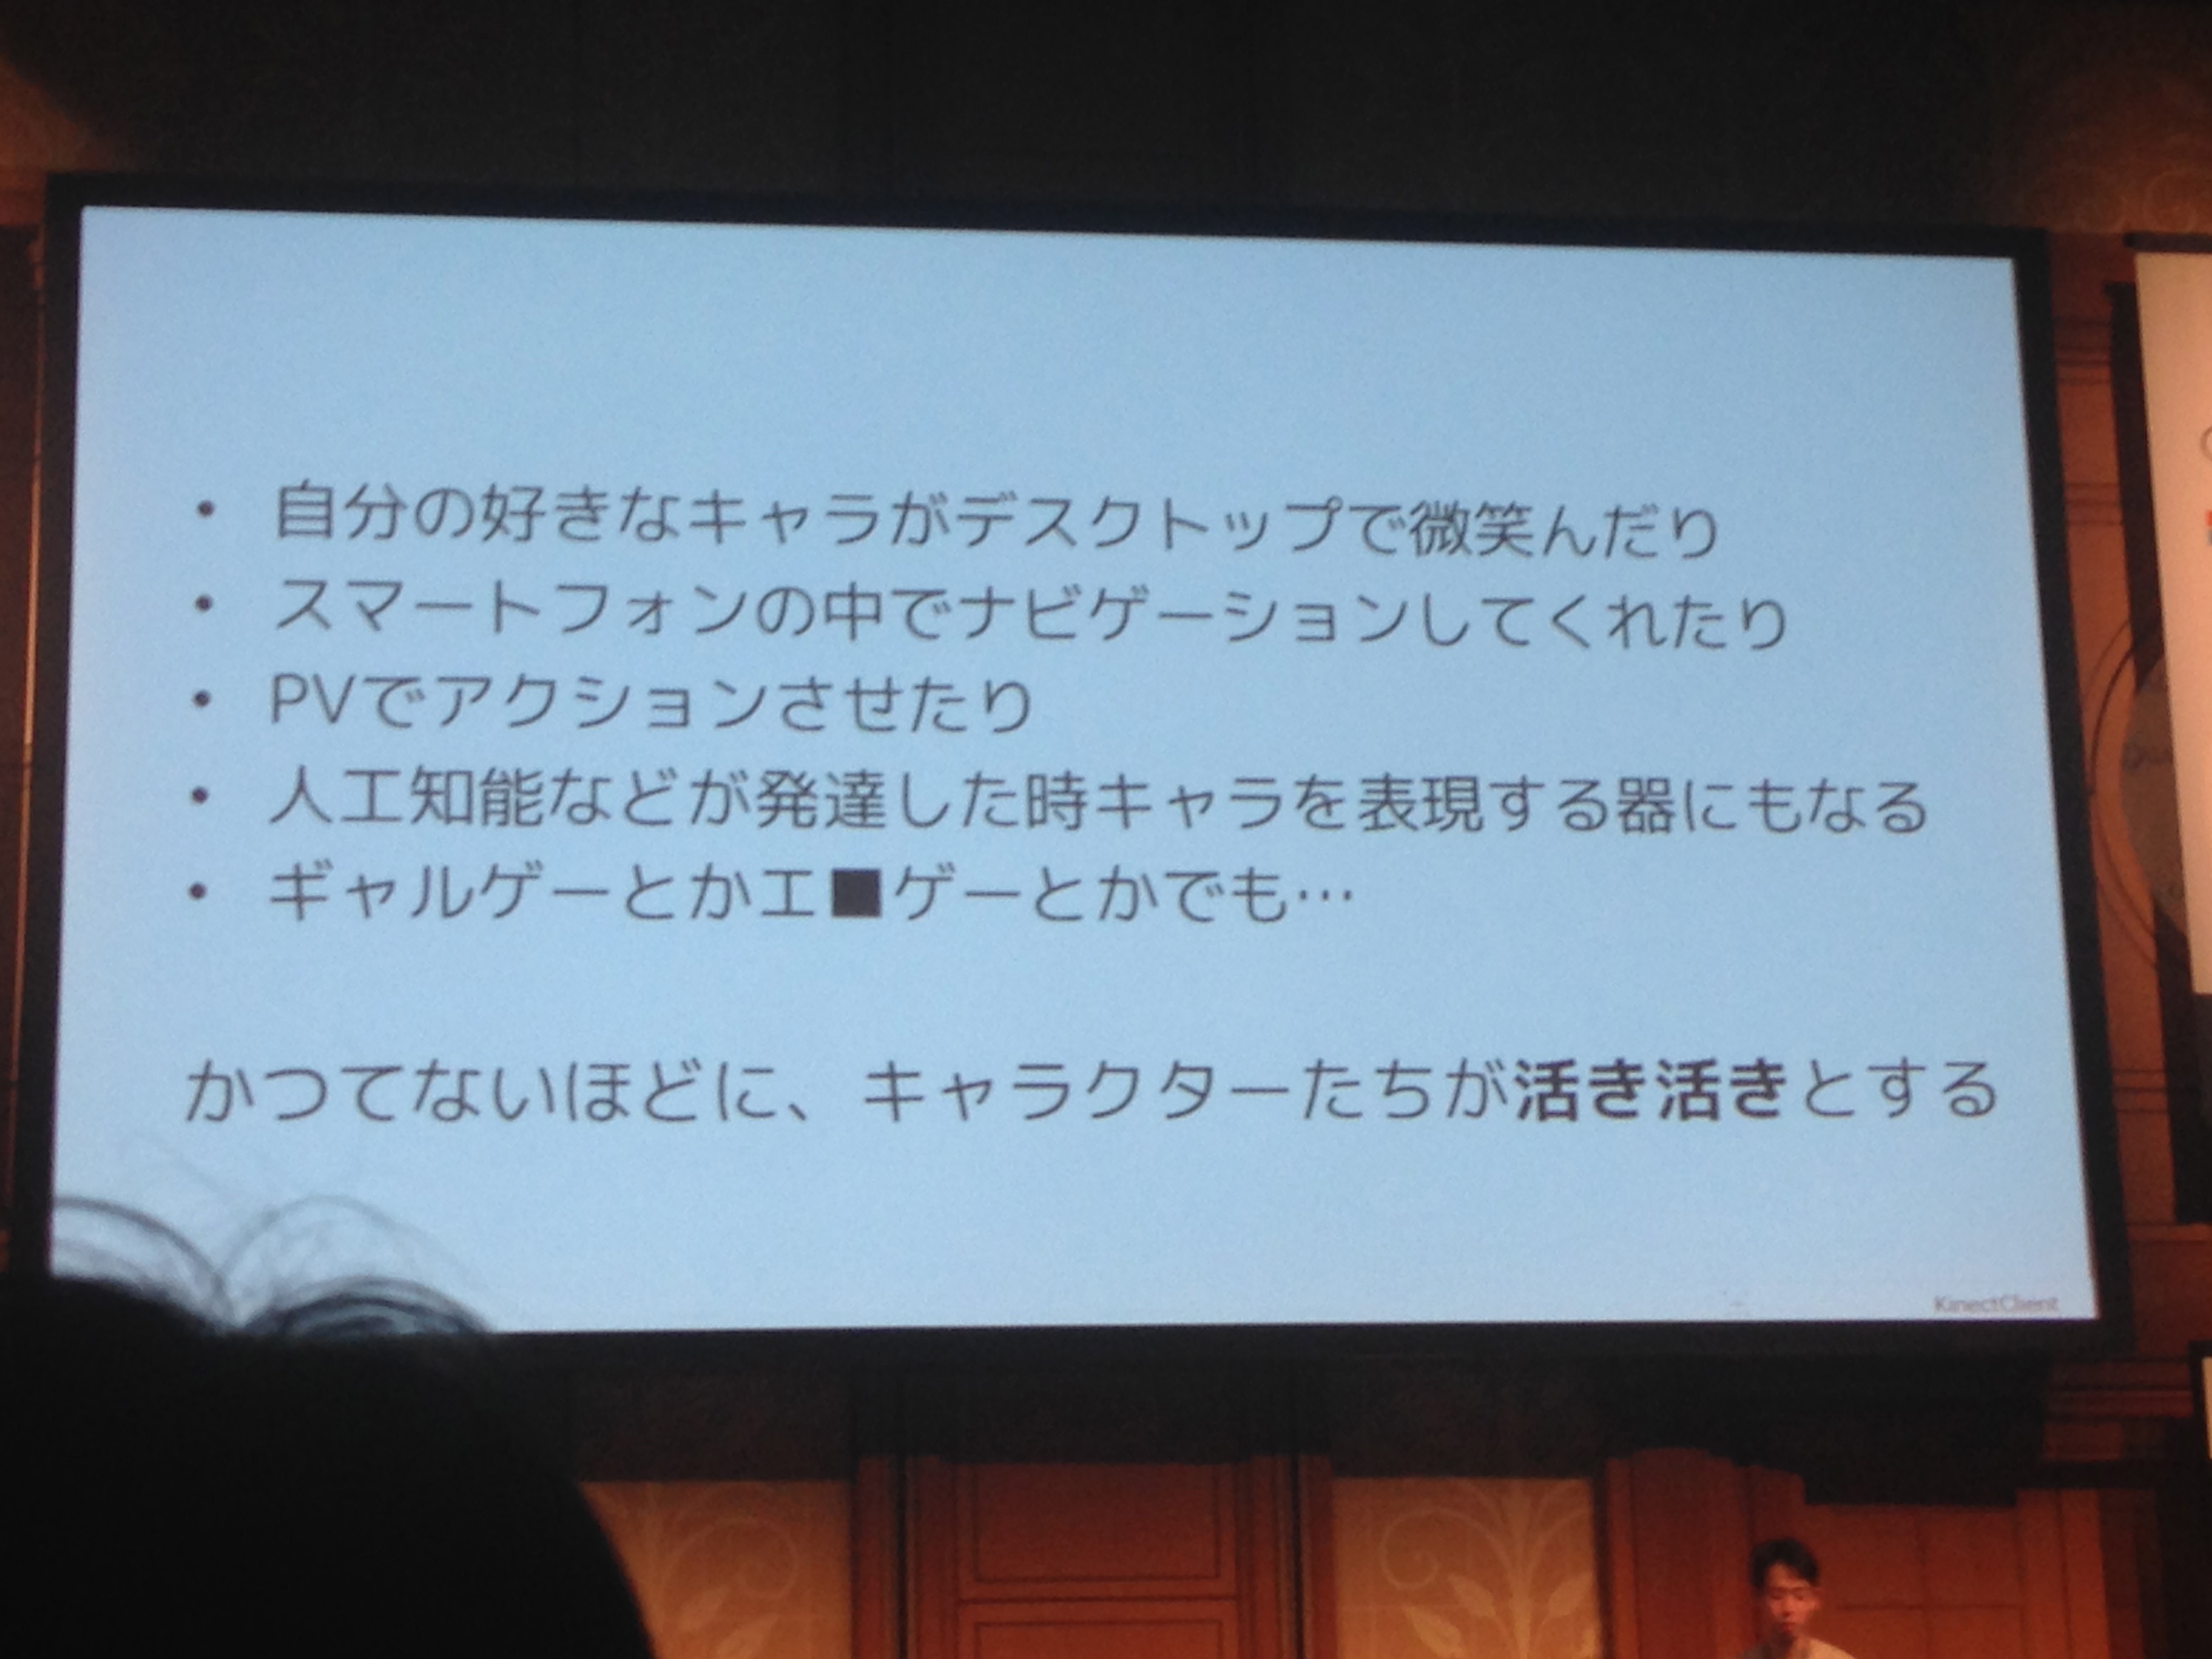 • 自分の好きなキャラがデスクトップで微笑んだり
• スマートフォンの中でナビゲーションしてくれたり
• PVでアクションさせたり
• 人工知能などが発達した時キャラを表現する器にもなる
• ギャルゲーとかエ■ゲーとかでも…
かつてないほどに、キャラクターたちが活き活きとする
KinectClient